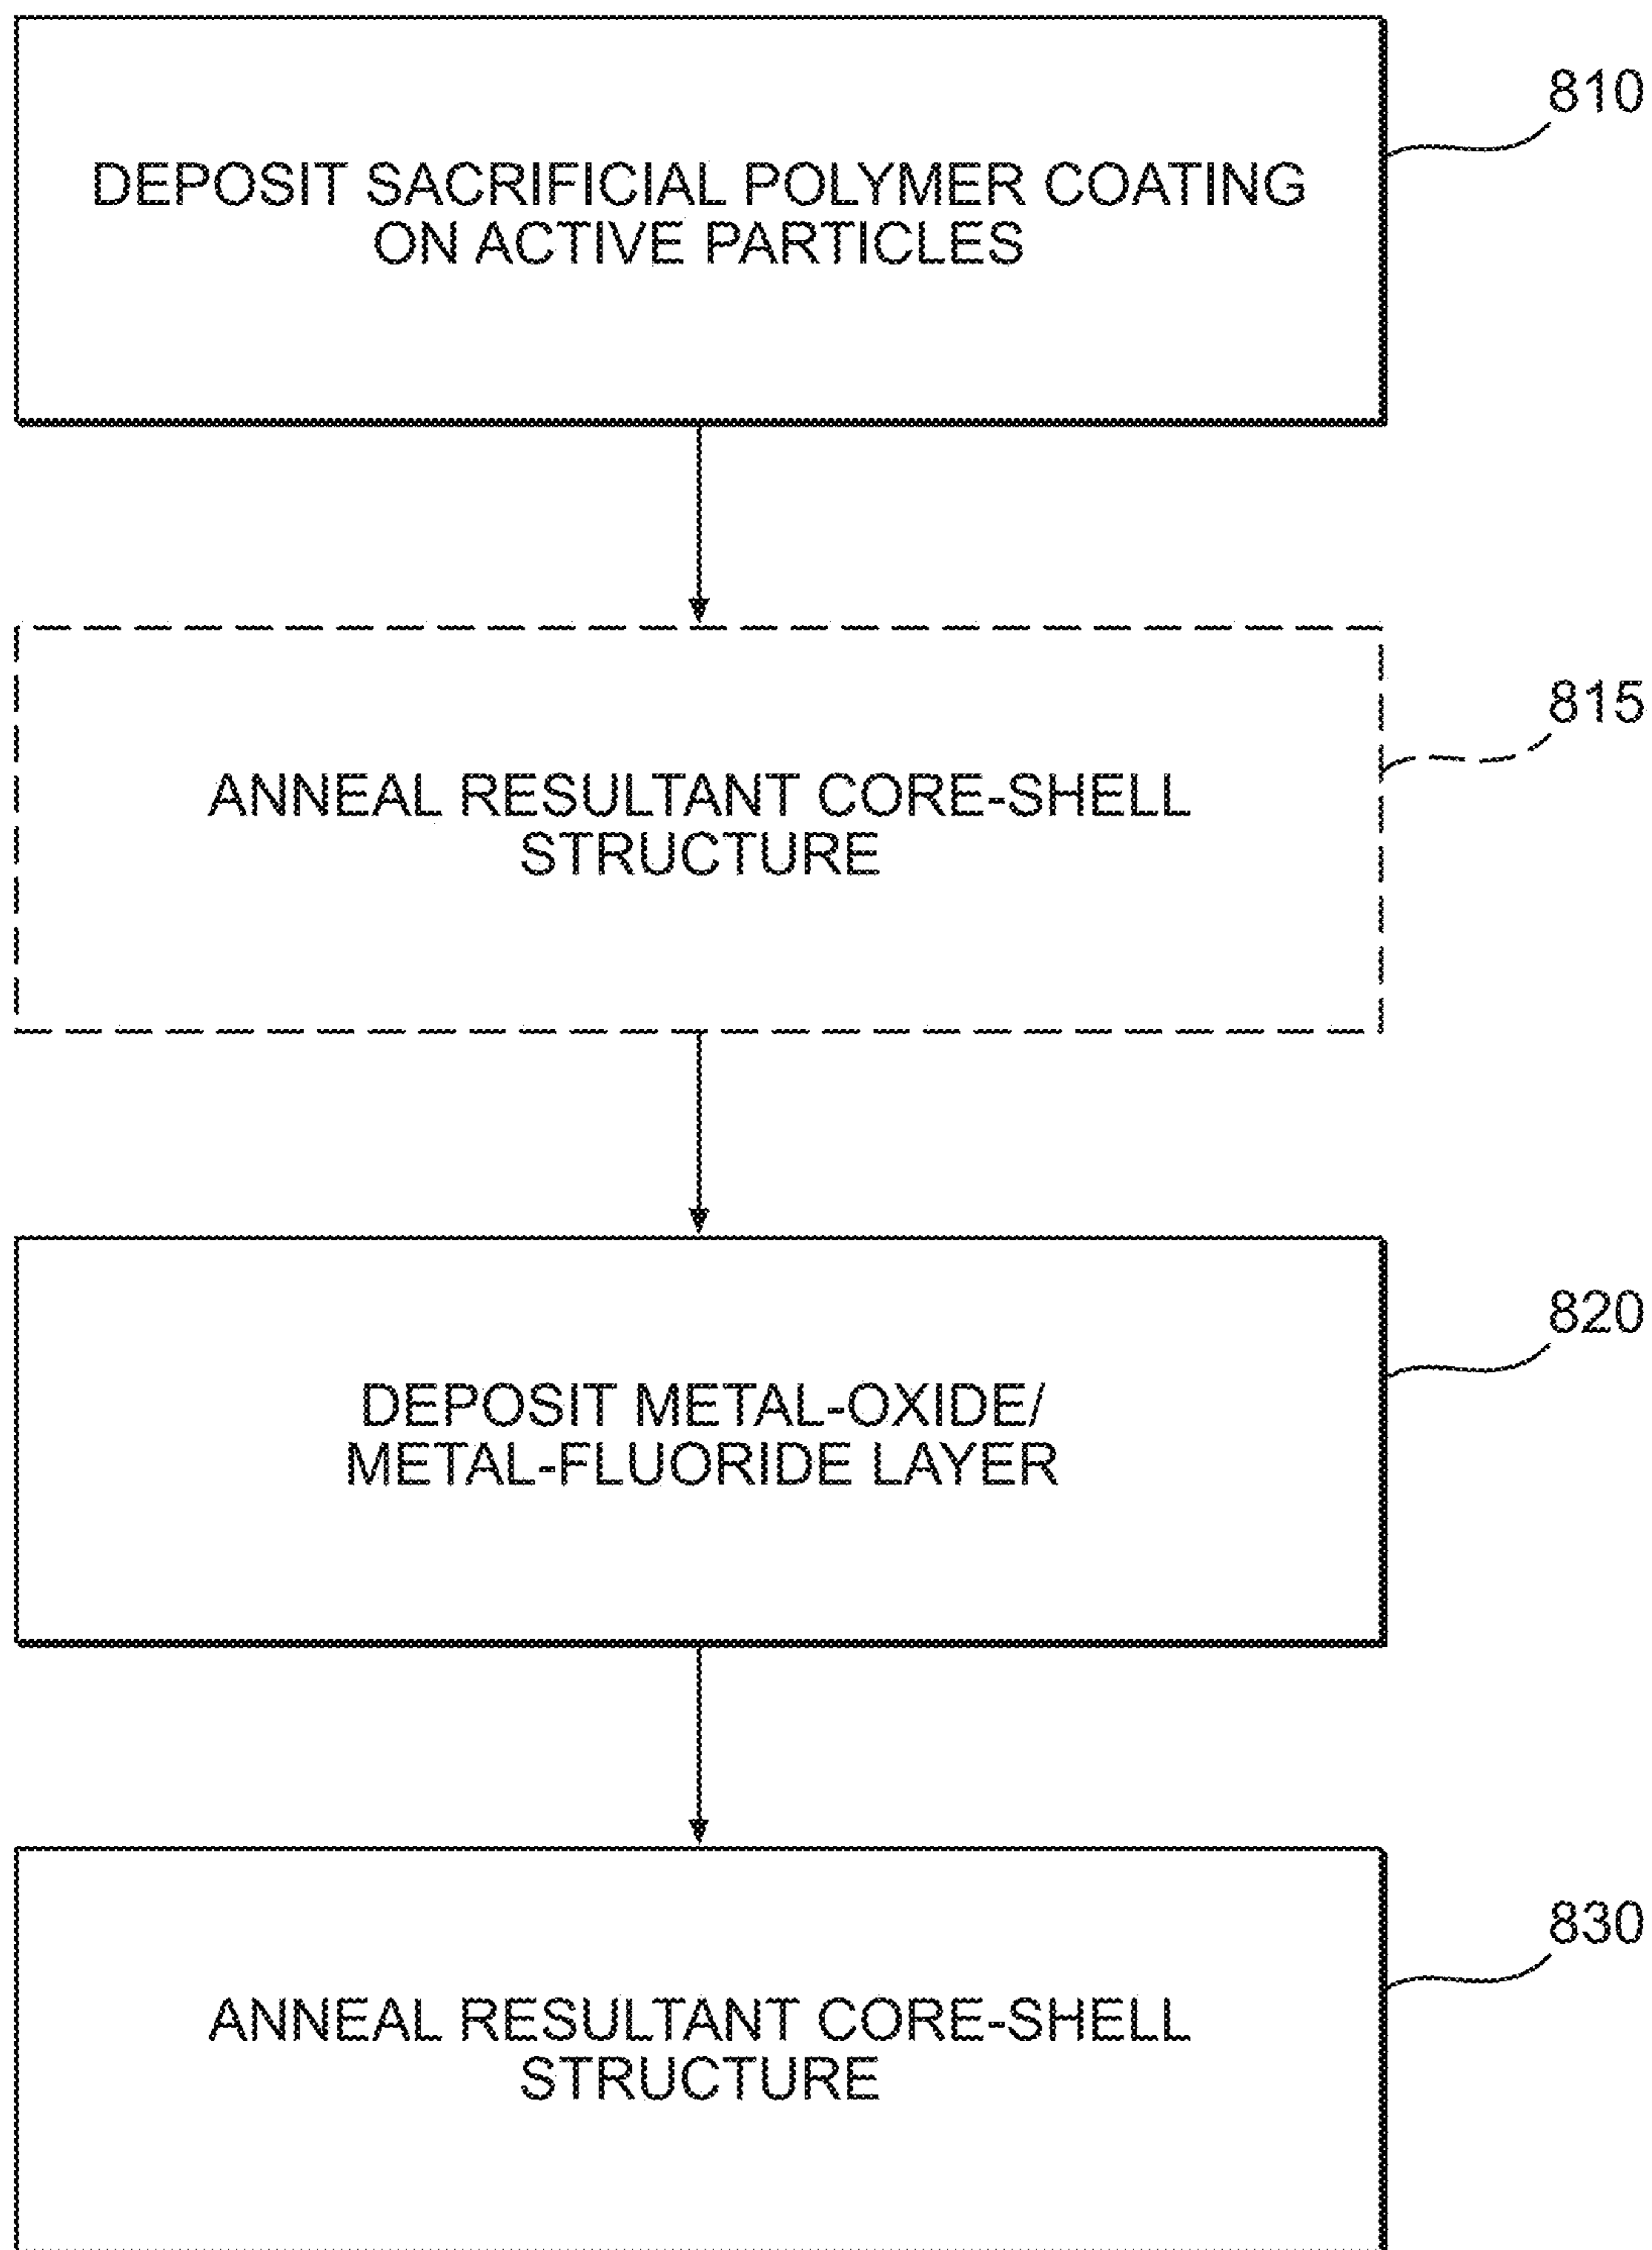 810
DEPOSIT SACRIFICIAL POLYMER COATING
ON ACTIVE PARTICLES
815
ANNEAL RESULTANT CORE-SHELL
STRUCTURE
820
DEPOSIT METAL-OXIDE/
METAL-FLUORIDE LAYER
830
ANNEAL RESULTANT CORE-SHELL
STRUCTURE